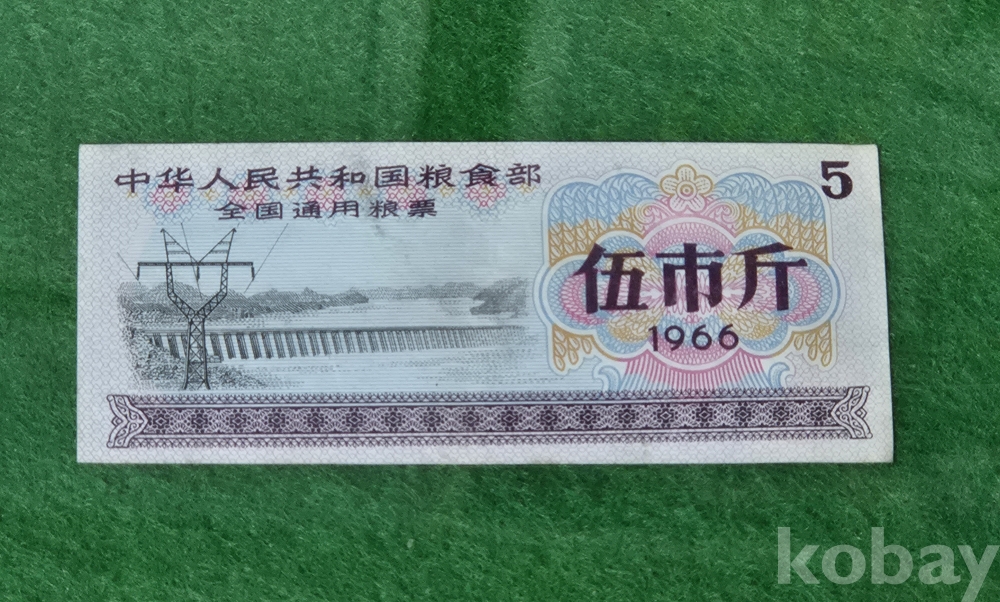 中华人民共和国粮食部
全国通用粮票
5
伍市斤
1966
kobay